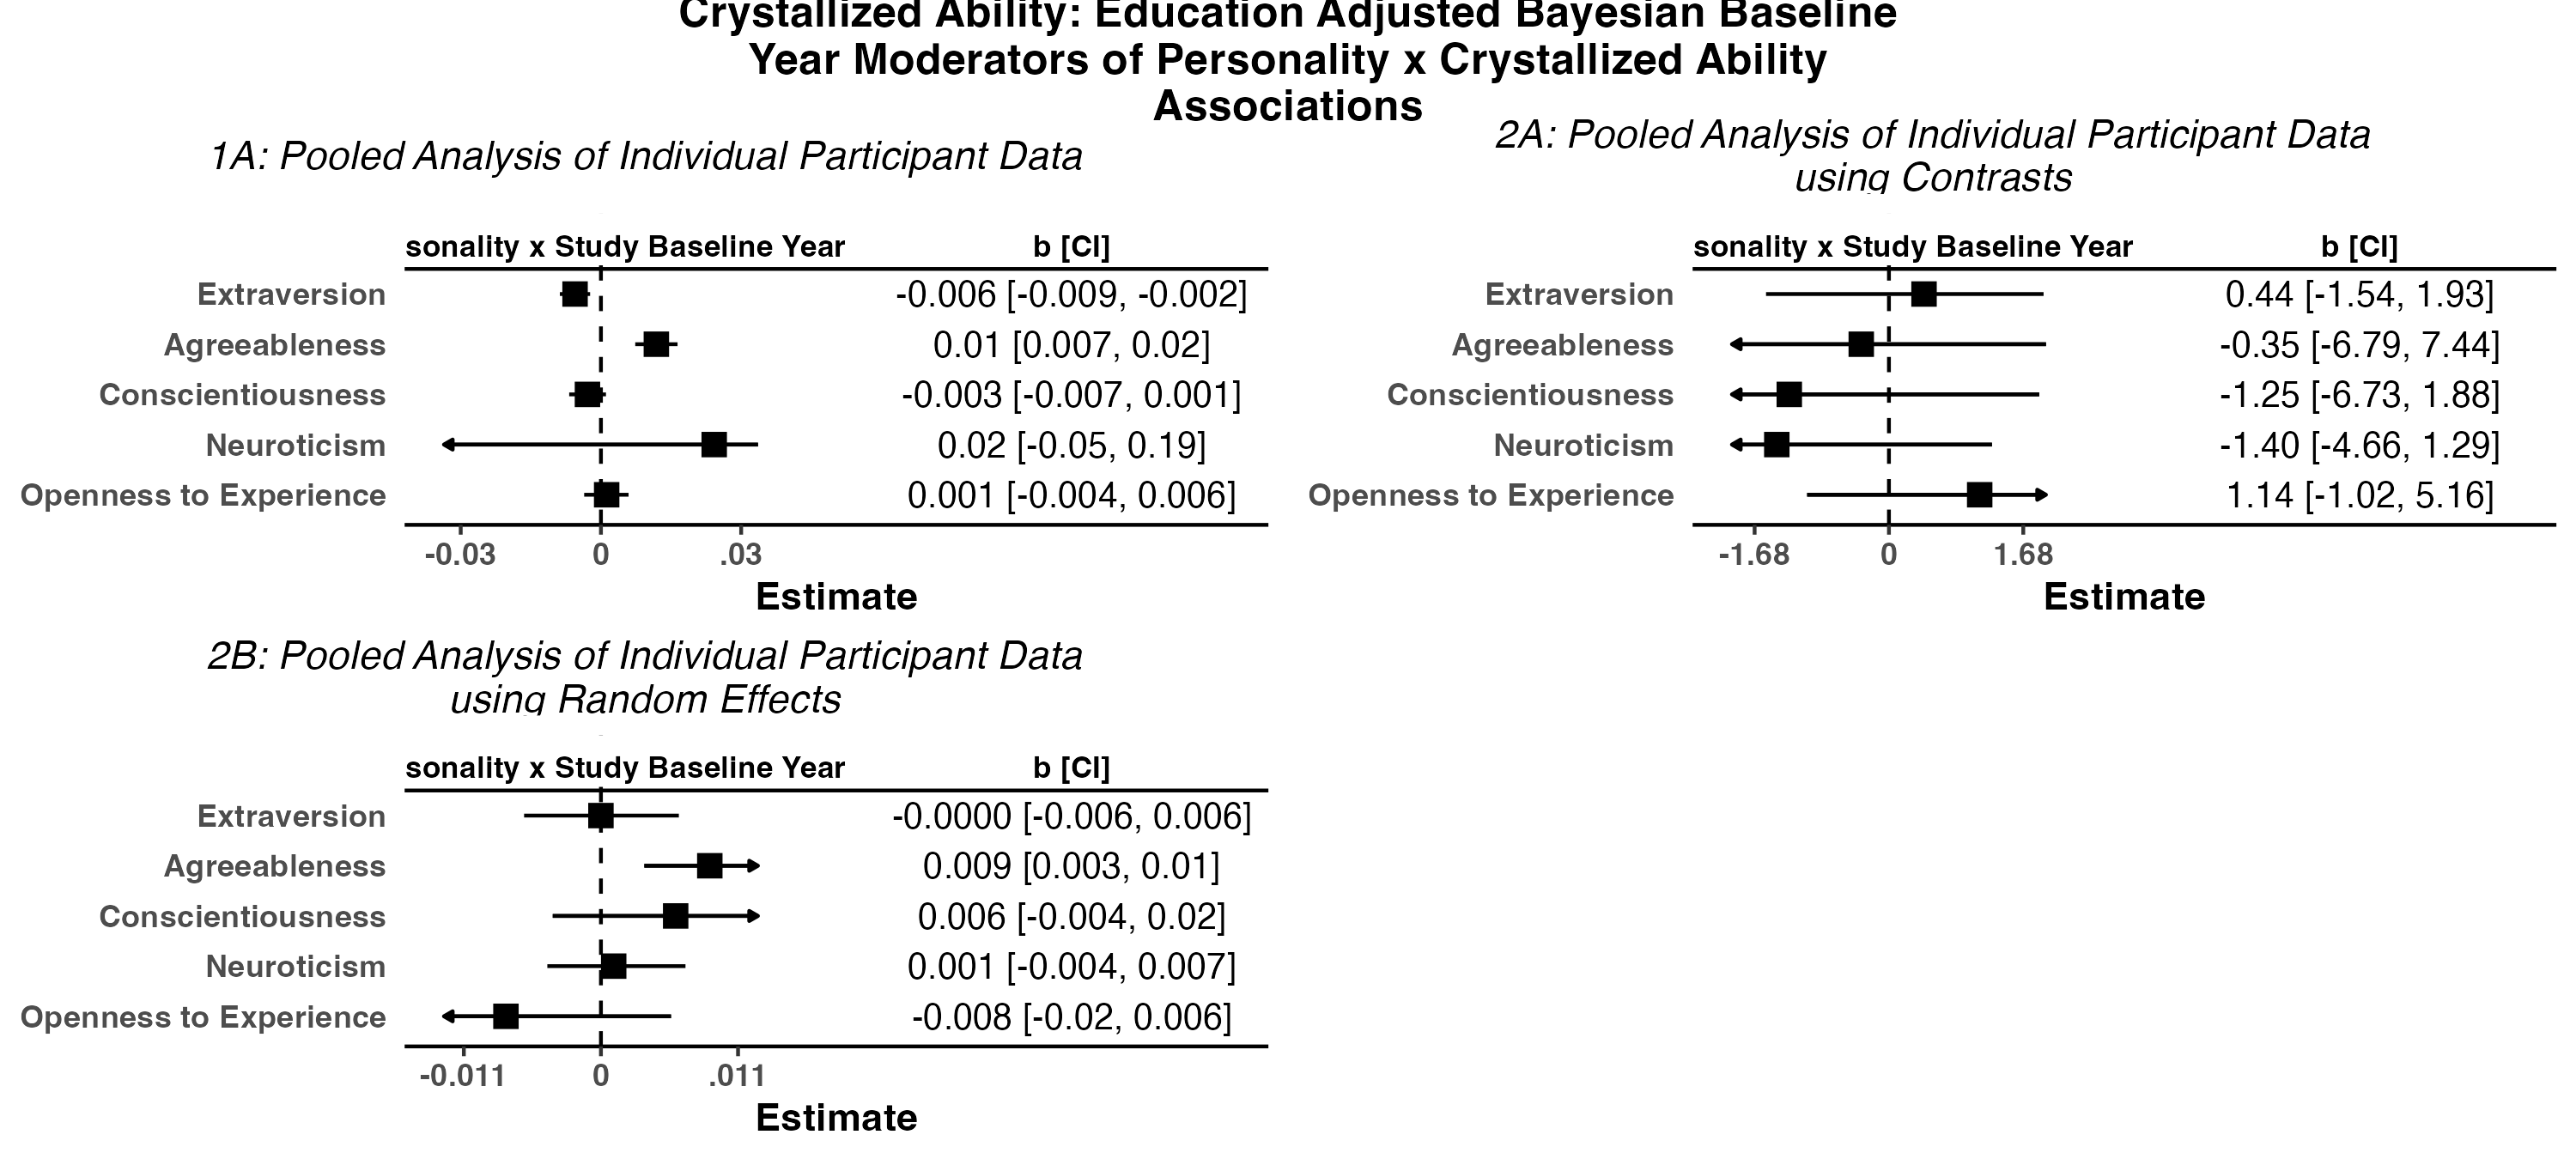 Crystallized Ability: Education Adjusted Bayesian Baseline
Year Moderators of Personality x Crystallized Ability
Associations
1A: Pooled Analysis of Individual Participant Data
sonality x Study Baseline Year b [CI]
Extraversion -0.006 [-0.009, -0.002]
Agreeableness 0.01 [0.007, 0.02]
Conscientiousness -0.003 [-0.007, 0.001]
Neuroticism 0.02 [-0.05, 0.19]
Openness to Experience 0.001 [-0.004, 0.006]
-0.03 0 .03
Estimate
2A: Pooled Analysis of Individual Participant Data
using Contrasts
sonality x Study Baseline Year b [CI]
Extraversion 0.44 [-1.54, 1.93]
Agreeableness -0.35 [-6.79, 7.44]
Conscientiousness -1.25 [-6.73, 1.88]
Neuroticism -1.40 [-4.66, 1.29]
Openness to Experience 1.14 [-1.02, 5.16]
-1.68 0 1.68
Estimate
2B: Pooled Analysis of Individual Participant Data
using Random Effects
sonality x Study Baseline Year b [CI]
Extraversion -0.0000 [-0.006, 0.006]
Agreeableness 0.009 [0.003, 0.01]
Conscientiousness 0.006 [-0.004, 0.02]
Neuroticism 0.001 [-0.004, 0.007]
Openness to Experience -0.008 [-0.02, 0.006]
-0.011 0 .011
Estimate